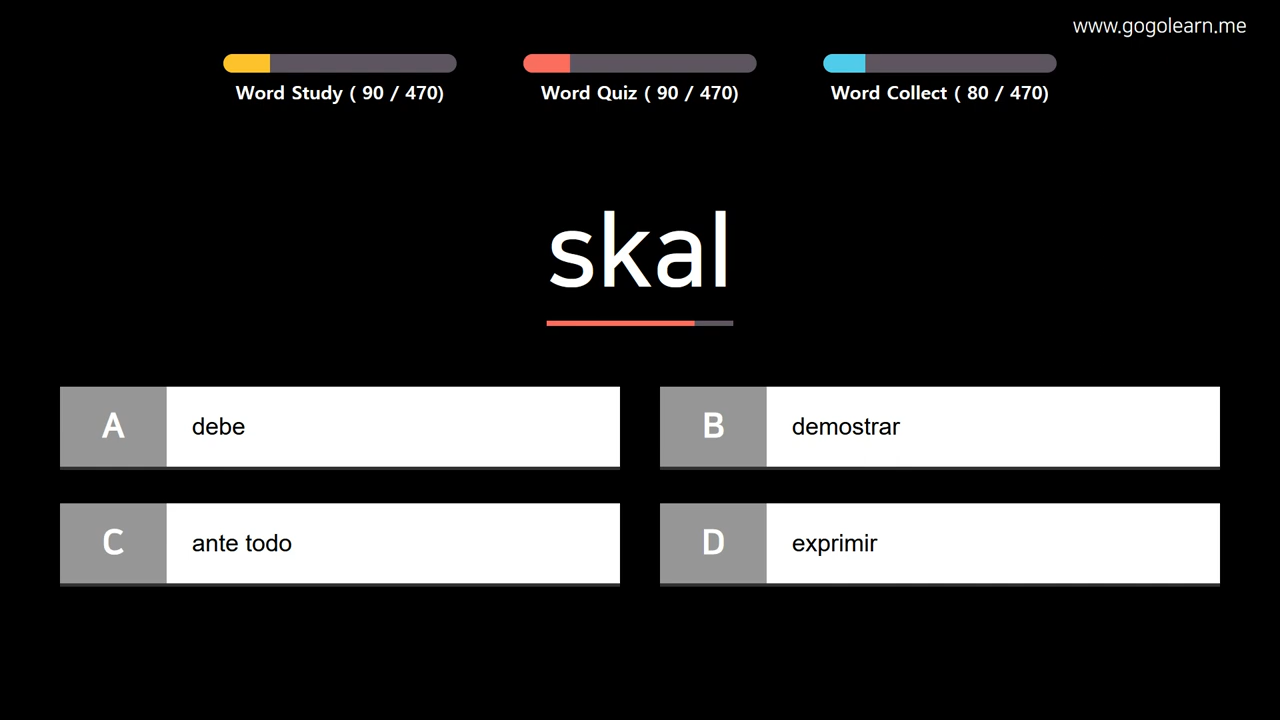 www.gogolearn.me
Word Study ( 90 / 470)
Word Quiz ( 90 / 470)
Word Collect ( 80 / 470)
skal
A debe
B demostrar
C ante todo
D exprimir